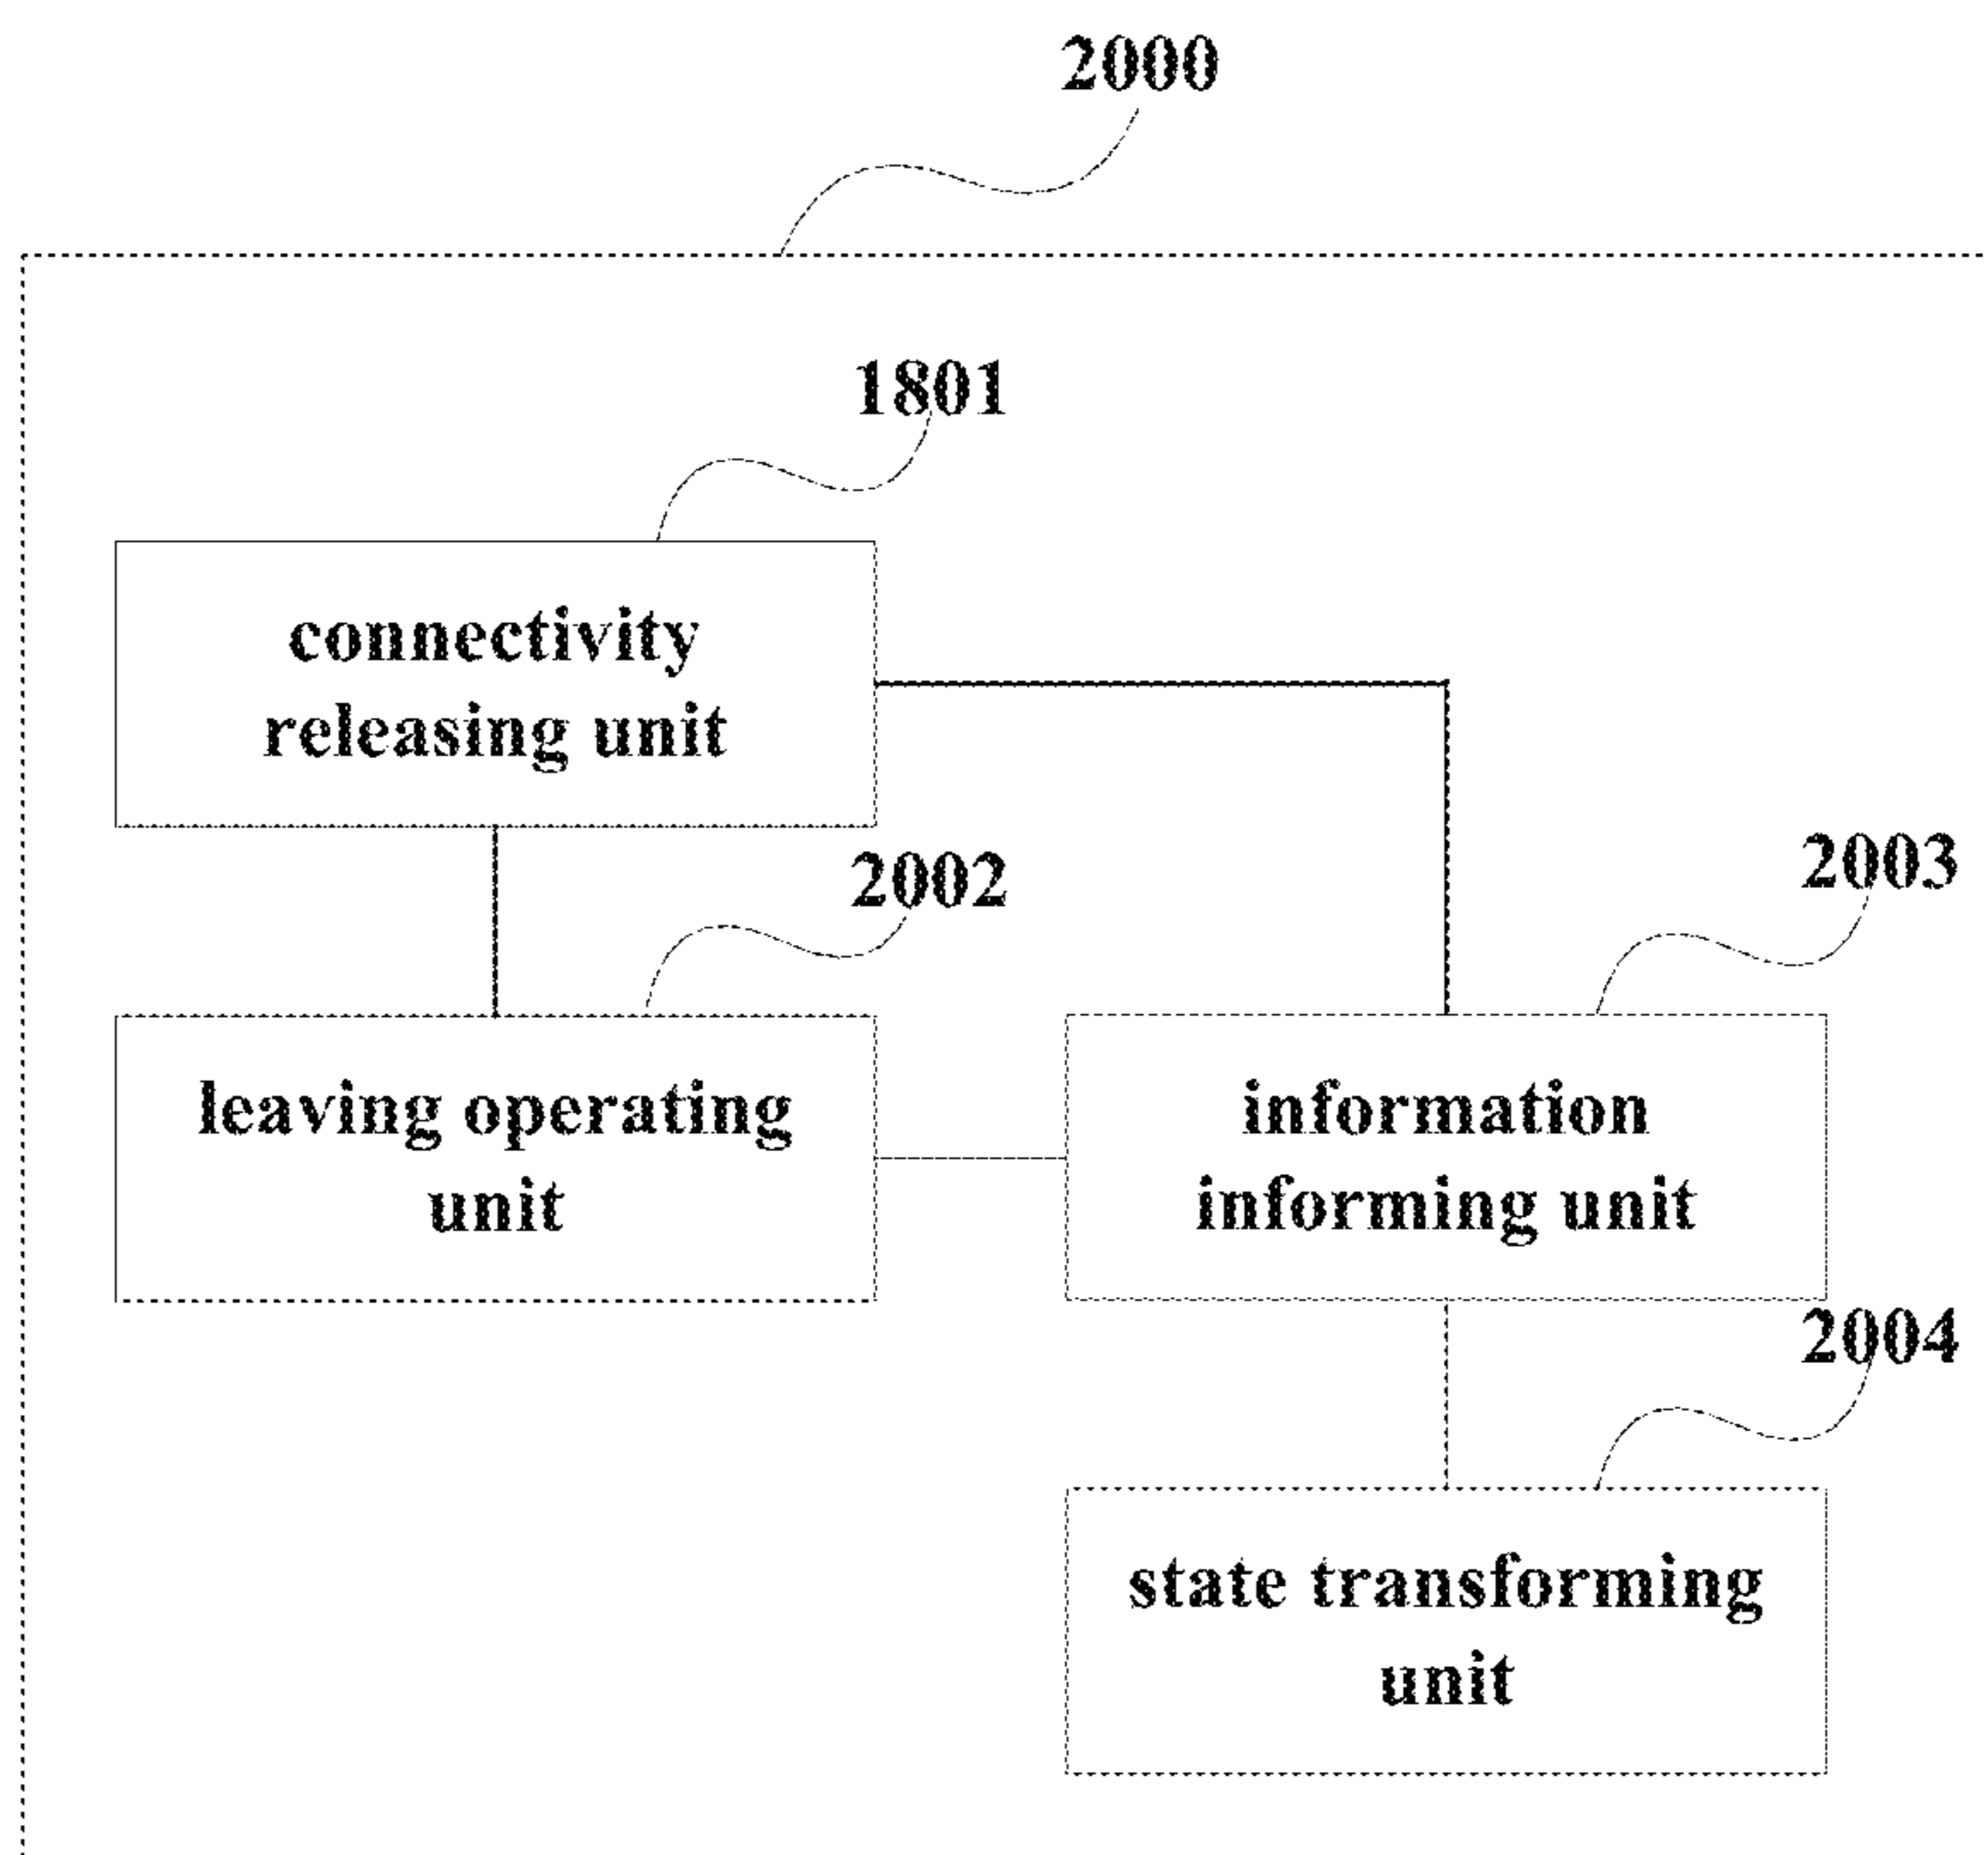 2000
1801
connectivity
releasing unit
2002
2003
leaving operating
unit
information
informing unit
2004
state transforming
unit